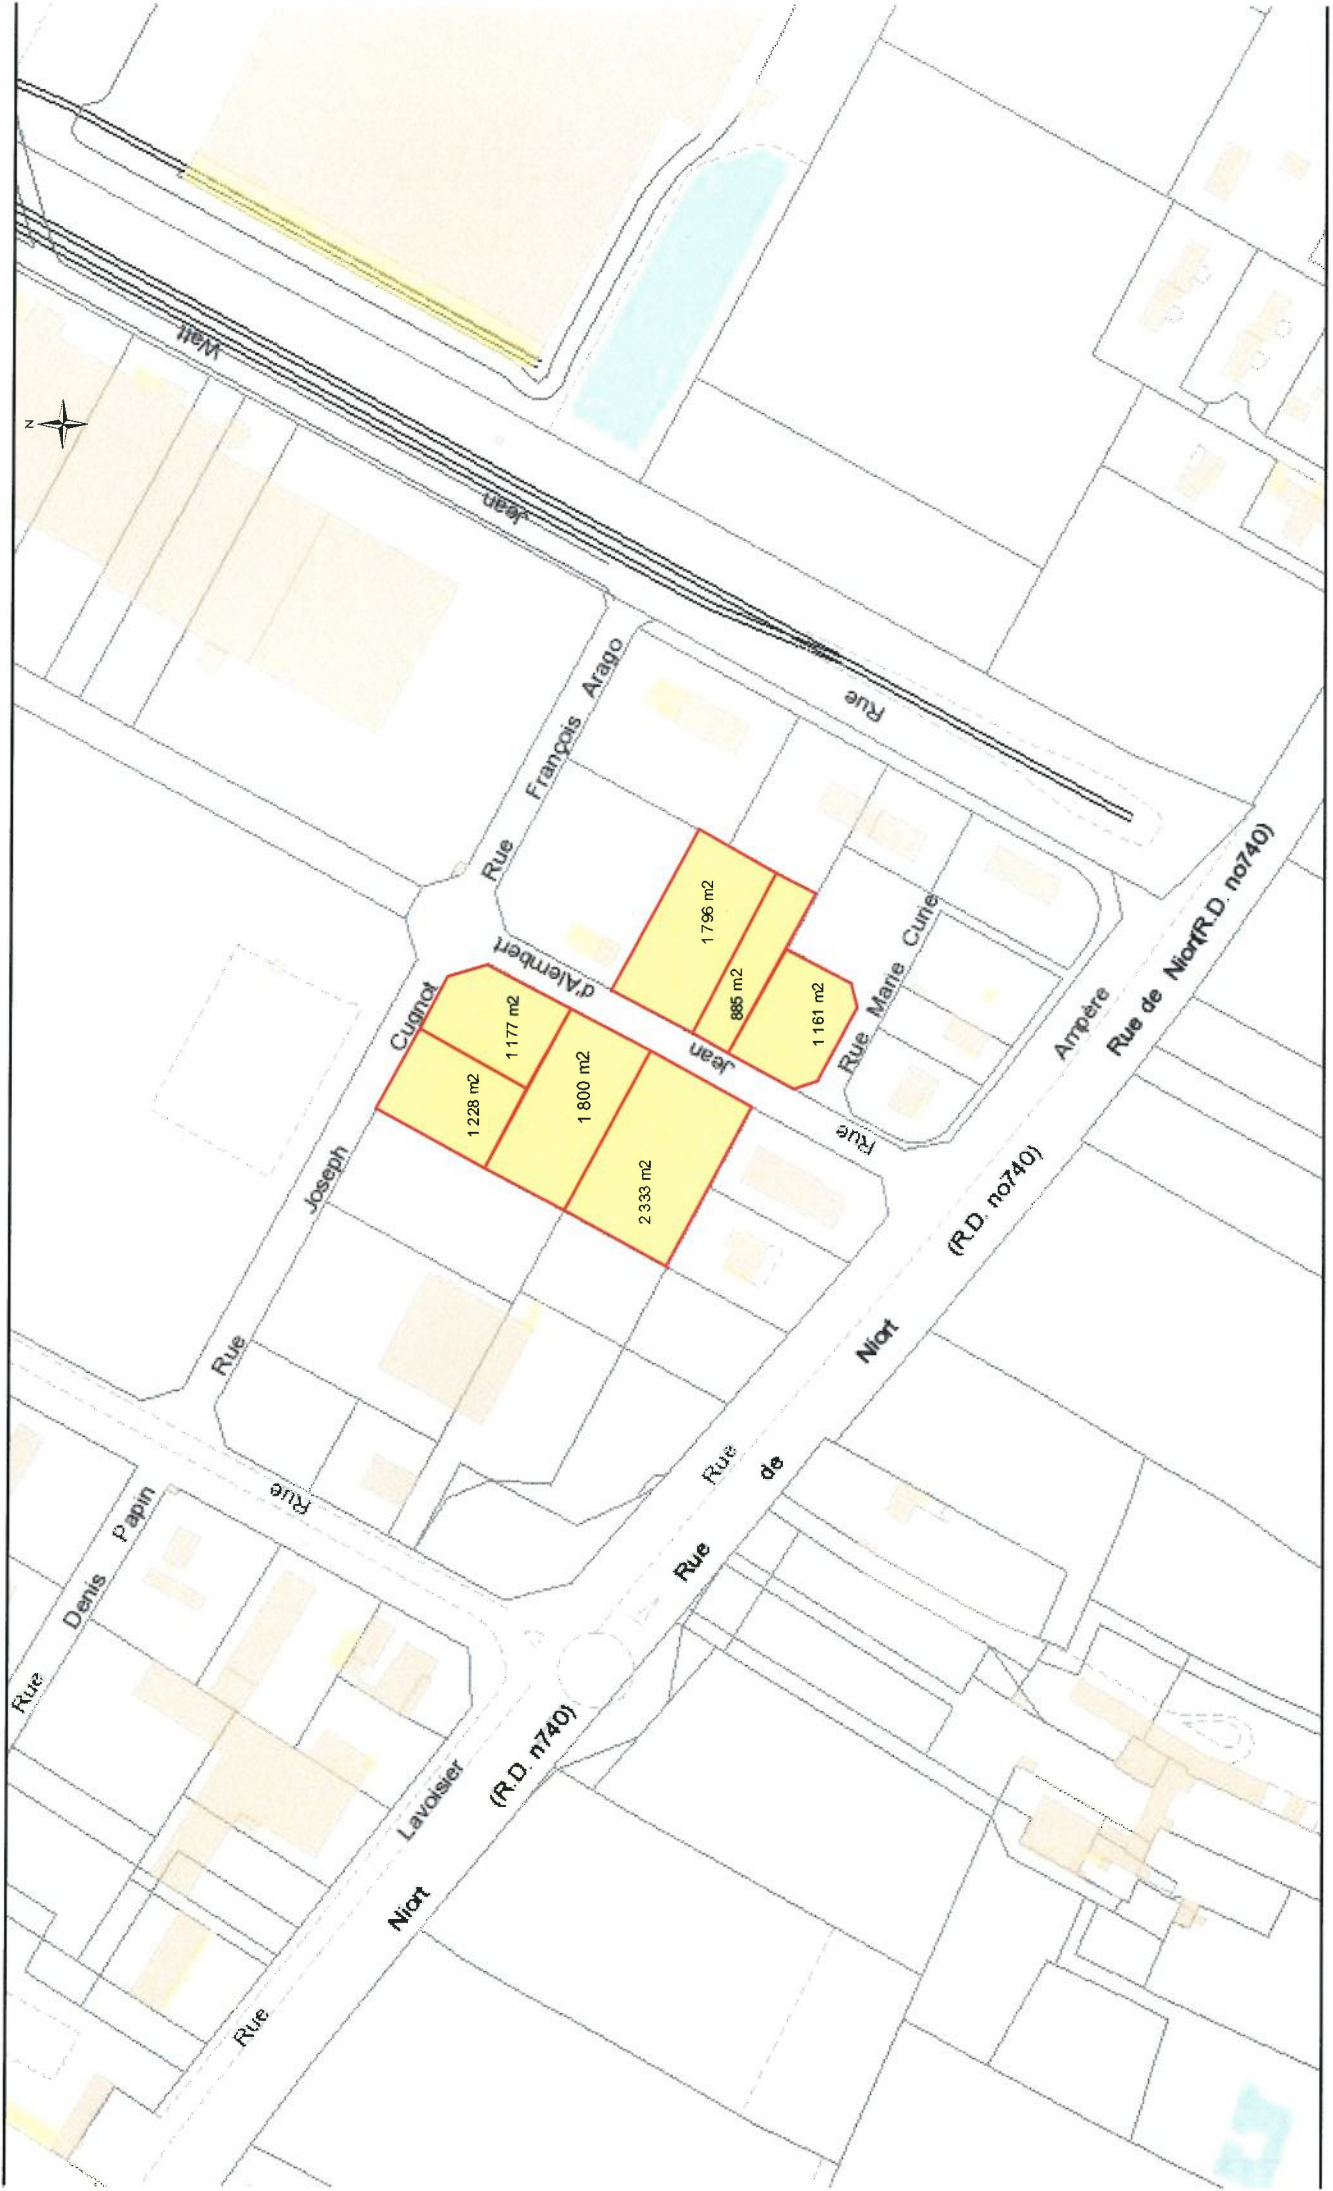 N
Watt
Jean
Rue
Rue François Arago
d'Alembert
Jean
Rue
Cugnot
Joseph
Rue
1 796 m2
885 m2
1 161 m2
1 177 m2
1 228 m2
1 800 m2
2 333 m2
Rue Marie Curie
Rue de Niort(R.D. no740)
Ampère
(R.D. no740)
Niort
Rue
de
Rue
Rue
Rue Denis Papin
(R.D. n740)
Lavoisier
Niort
Rue